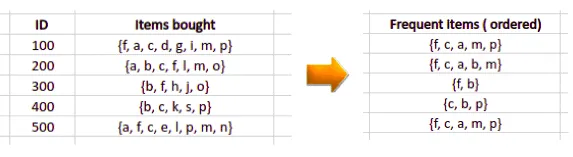 ID Items bought Frequent Items ( ordered)
100 {f, a, c, d, g, i, m, p} {f, c, a, m, p}
200 {a, b, c, f, l, m, o} {f, c, a, b, m}
300 {b, f, h, j, o} {f, b}
400 {b, c, k, s, p} {c, b, p}
500 {a, f, c, e, l, p, m, n} {f, c, a, m, p}